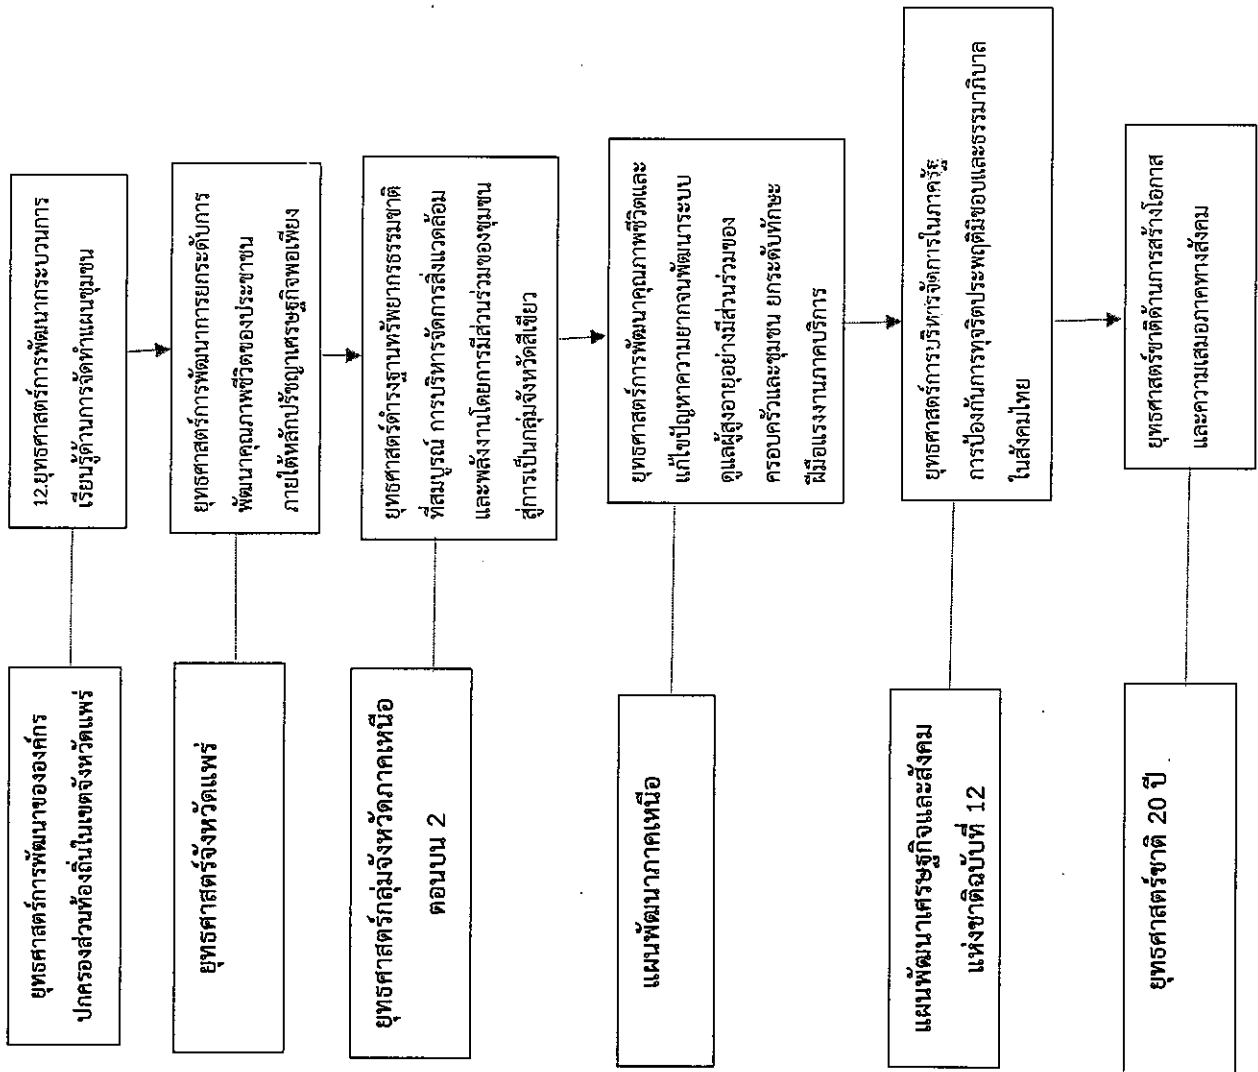 ยุทธศาสตร์การพัฒนาขององค์กร
ปกครองส่วนท้องถิ่นในเขตจังหวัดแพร่
12.ยุทธศาสตร์การพัฒนากระบวนการ
เรียนรู้ด้านการจัดทำแผนชุมชน
ยุทธศาสตร์จังหวัดแพร่
ยุทธศาสตร์การพัฒนาการยกระดับการ
พัฒนาคุณภาพชีวิตของประชาชน
ภายใต้หลักปรัชญาเศรษฐกิจพอเพียง
ยุทธศาสตร์กลุ่มจังหวัดภาคเหนือ
ตอนบน 2
ยุทธศาสตร์ดำรงฐานทรัพยากรธรรมชาติ
ที่สมบูรณ์ การบริหารจัดการสิ่งแวดล้อม
และพลังงานโดยการมีส่วนร่วมของชุมชน
สู่การเป็นกลุ่มจังหวัดสีเขียว
แผนพัฒนาภาคเหนือ
ยุทธศาสตร์การพัฒนาคุณภาพชีวิตและ
แก้ไขปัญหาความยากจนพัฒนาระบบ
ดูแลผู้สูงอายุอย่างมีส่วนร่วมของ
ครอบครัวและชุมชน ยกระดับทักษะ
ฝีมือแรงงานภาคบริการ
แผนพัฒนาเศรษฐกิจและสังคม
แห่งชาติฉบับที่ 12
ยุทธศาสตร์การบริหารจัดการในภาครัฐ
การป้องกันการทุจริตประพฤติมิชอบและธรรมาภิบาล
ในสังคมไทย
ยุทธศาสตร์ชาติ 20 ปี
ยุทธศาสตร์ชาติด้านการสร้างโอกาส
และความเสมอภาคทางสังคม